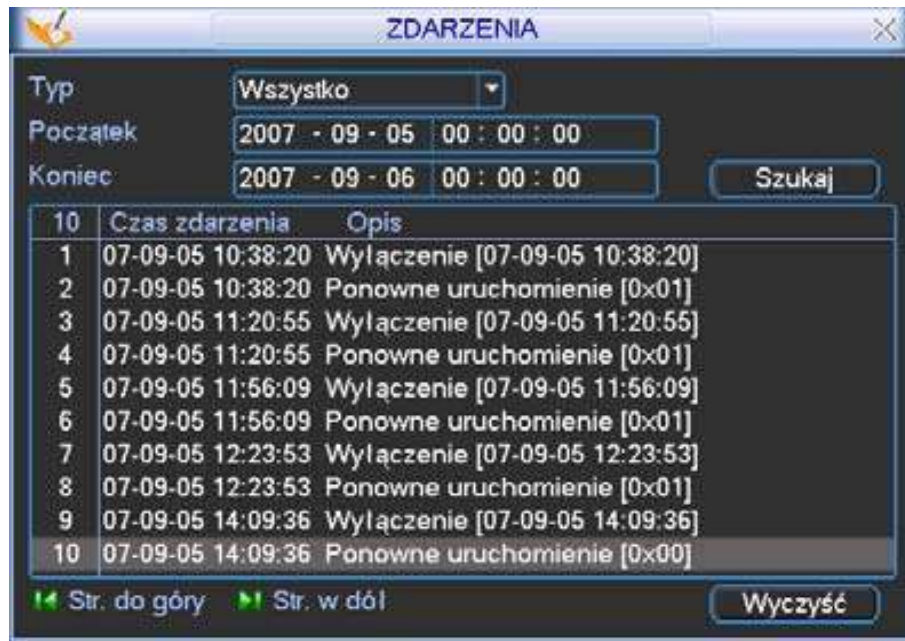 ZDARZENIA
Typ Wszystko
Początek 2007 - 09 - 05 00 : 00 : 00
Koniec 2007 - 09 - 06 00 : 00 : 00 Szukaj
10 Czas zdarzenia Opis
1 07-09-05 10:38:20 Wyłączenie [07-09-05 10:38:20]
2 07-09-05 10:38:20 Ponowne uruchomienie [0x01]
3 07-09-05 11:20:55 Wyłączenie [07-09-05 11:20:55]
4 07-09-05 11:20:55 Ponowne uruchomienie [0x01]
5 07-09-05 11:56:09 Wyłączenie [07-09-05 11:56:09]
6 07-09-05 11:56:09 Ponowne uruchomienie [0x01]
7 07-09-05 12:23:53 Wyłączenie [07-09-05 12:23:53]
8 07-09-05 12:23:53 Ponowne uruchomienie [0x01]
9 07-09-05 14:09:36 Wyłączenie [07-09-05 14:09:36]
10 07-09-05 14:09:36 Ponowne uruchomienie [0x00]
Str. do góry Str. w dół Wyczyść